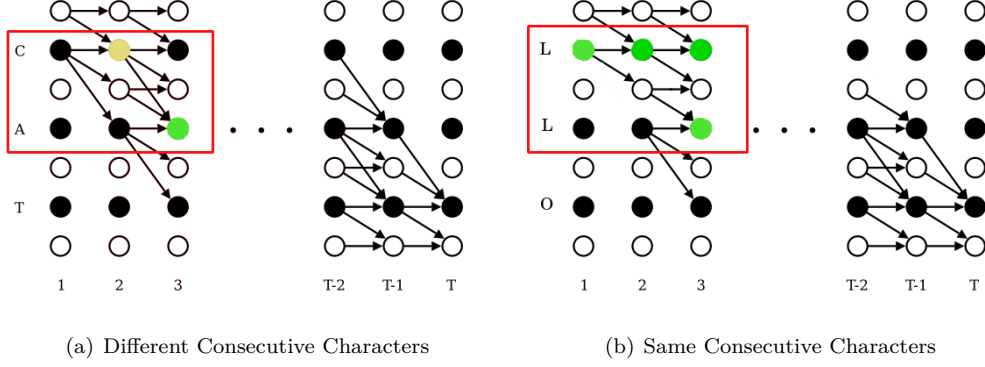 C L
A L
T O
1 2 3 T-2 T-1 T 1 2 3 T-2 T-1 T
(a) Different Consecutive Characters (b) Same Consecutive Characters